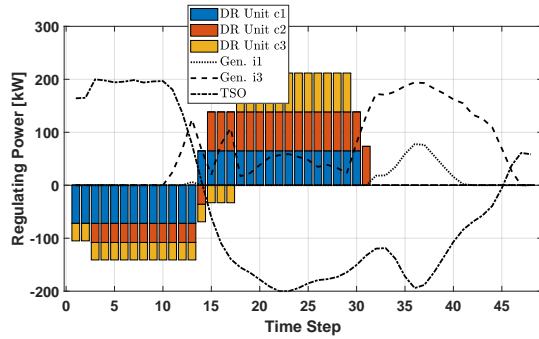 DR Unit c1
DR Unit c2
DR Unit c3
Gen. i1
Gen. i3
TSO
Regulating Power [kW]
300
200
100
0
-100
-200
0 5 10 15 20 25 30 35 40 45
Time Step